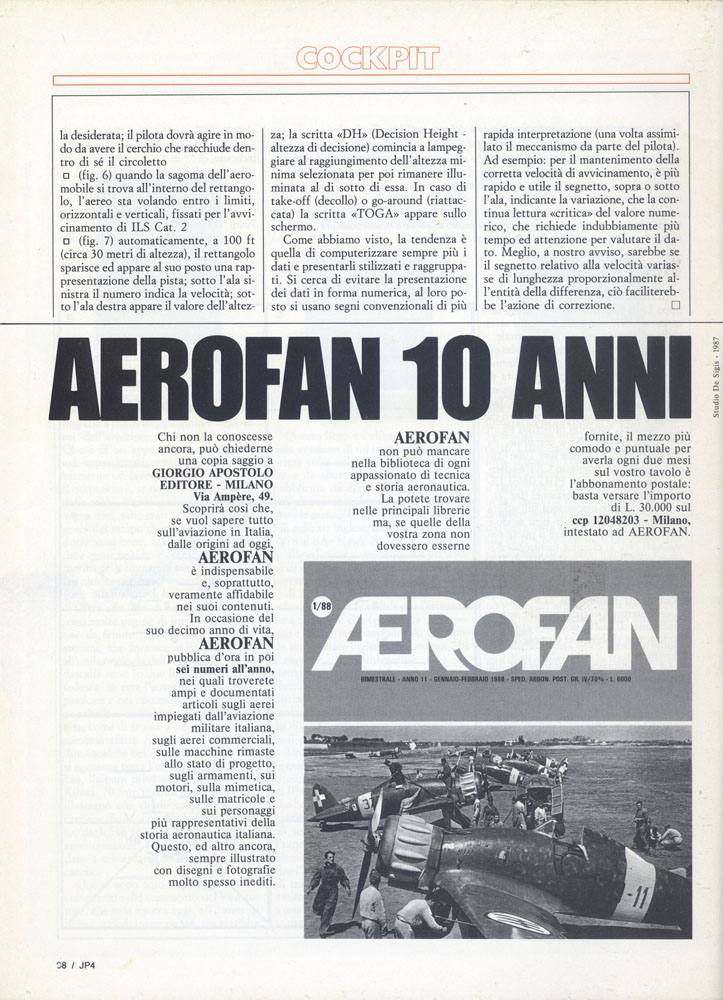 COCKPIT
la desiderata; il pilota dovrà agire in mo-
do da avere il cerchio che racchiude den-
tro di sé il circoletto
□ (fig. 6) quando la sagoma dell'aero-
mobile si trova all'interno del rettango-
lo, l'aereo sta volando entro i limiti,
orizzontali e verticali, fissati per l'avvi-
cinamento di ILS Cat. 2
□ (fig. 7) automaticamente, a 100 ft
(circa 30 metri di altezza), il rettangolo
sparisce ed appare al suo posto una rap-
presentazione della pista; sotto l'ala si-
nistra il numero indica la velocità; sot-
to l'ala destra appare il valore dell'altez-
za; la scritta «DH» (Decision Height -
altezza di decisione) comincia a lampeg-
giare al raggiungimento dell'altezza mi-
nima selezionata per poi rimanere illu-
minata al di sotto di essa. In caso di
take-off (decollo) o go-around (riattac-
cata) la scritta «TOGA» appare sullo
schermo.
Come abbiamo visto, la tendenza è
quella di computerizzare sempre più i
dati e presentarli stilizzati e raggruppa-
ti. Si cerca di evitare la presentazione
dei dati in forma numerica, al loro po-
sto si usano segni convenzionali di più
rapida interpretazione (una volta assimi-
lato il meccanismo da parte del pilota).
Ad esempio: per il mantenimento della
corretta velocità di avvicinamento, è più
rapido e utile il segnetto, sopra o sotto
l'ala, indicante la variazione, che la con-
tinua lettura «critica» del valore nume-
rico, che richiede indubbiamente più
tempo ed attenzione per valutare il da-
to. Meglio, a nostro avviso, sarebbe se
il segnetto relativo alla velocità varias-
se di lunghezza proporzionalmente al-
l'entità della differenza, ciò faciliterebb-
be l'azione di correzione. □
AEROFAN 10 ANNI
Studio De Sigis - 1987
Chi non la conoscesse
ancora, può chiederne
una copia saggio a
GIORGIO APOSTOLO
EDITORE - MILANO
Via Ampère, 49.
Scoprirà così che,
se vuol sapere tutto
sull'aviazione in Italia,
dalle origini ad oggi,
AEROFAN
è indispensabile
e, soprattutto,
veramente affidabile
nei suoi contenuti.
In occasione del
suo decimo anno di vita,
AEROFAN
pubblica d'ora in poi
sei numeri all'anno,
nei quali troverete
ampi e documentati
articoli sugli aerei
impiegati dall'aviazione
militare italiana,
sugli aerei commerciali,
sulle macchine rimaste
allo stato di progetto,
sugli armamenti, sui
motori, sulla mimetica,
sulle matricole e
sui personaggi
più rappresentativi della
storia aeronautica italiana.
Questo, ed altro ancora,
sempre illustrato
con disegni e fotografie
molto spesso inediti.
AEROFAN
non può mancare
nella biblioteca di ogni
appassionato di tecnica
e storia aeronautica.
La potete trovare
nelle principali librerie
ma, se quelle della
vostra zona non
dovessero esserne
fornite, il mezzo più
comodo e puntuale per
averla ogni due mesi
sul vostro tavolo è
l'abbonamento postale:
basta versare l'importo
di L. 30.000 sul
ccp 12048203 - Milano,
intestato ad AEROFAN.
1/88
ÆROFAN
BIMESTRALE - ANNO 11 - GENNAIO-FEBBRAIO 1988 - SPED. ABBON. POST. GR. IV/70% - L. 6000
3
-11
98 / JP4